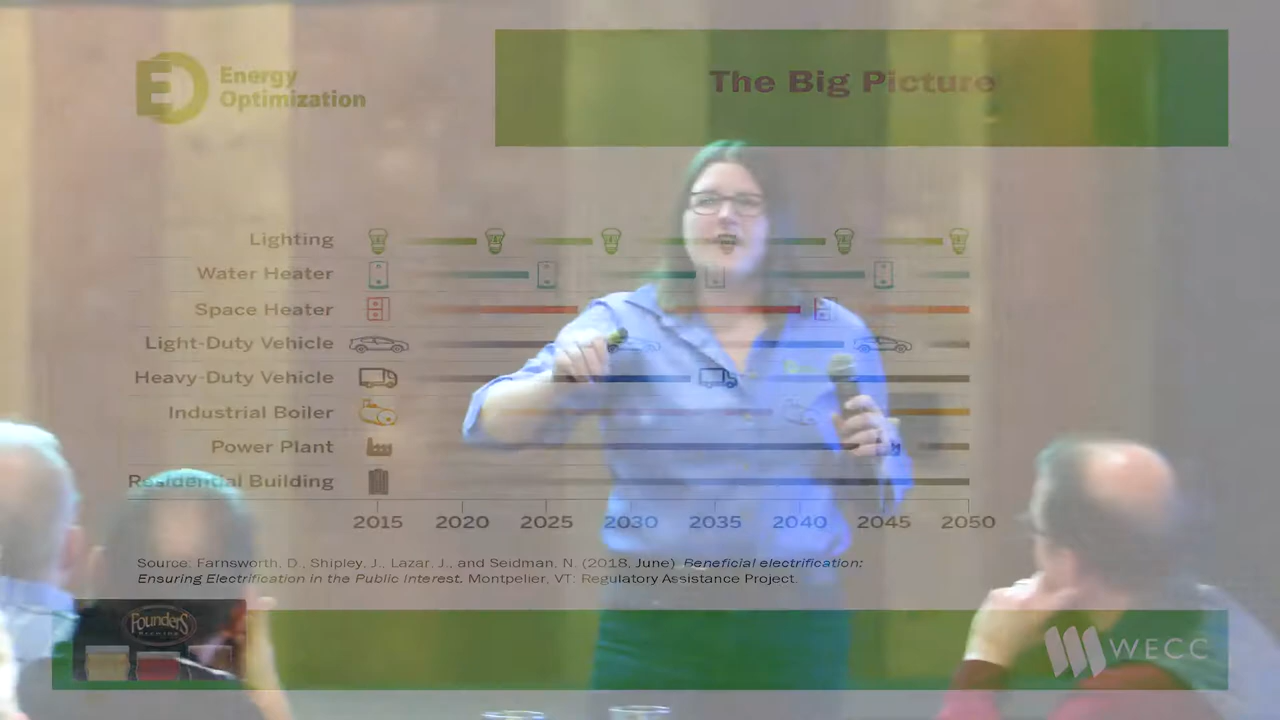 Energy
Optimization
The Big Picture
Lighting
Water Heater
Space Heater
Light-Duty Vehicle
Heavy-Duty Vehicle
Industrial Boiler
Power Plant
Residential Building
2015 2020 2025 2030 2035 2040 2045 2050
Source: Farnsworth, D., Shipley, J., Lazar, J., and Seidman, N. (2018, June). Beneficial electrification:
Ensuring Electrification in the Public Interest. Montpelier, VT: Regulatory Assistance Project.
FOUNDERS
BREWING
WECC